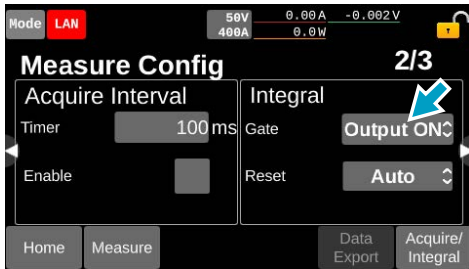 Mode LAN 50V 0.00A -0.002V
400A 0.0W
Measure Config 2/3
Acquire Interval Integral
Timer 100 ms Gate Output ON
Enable Reset Auto
Home Measure Data Export Acquire/ Integral